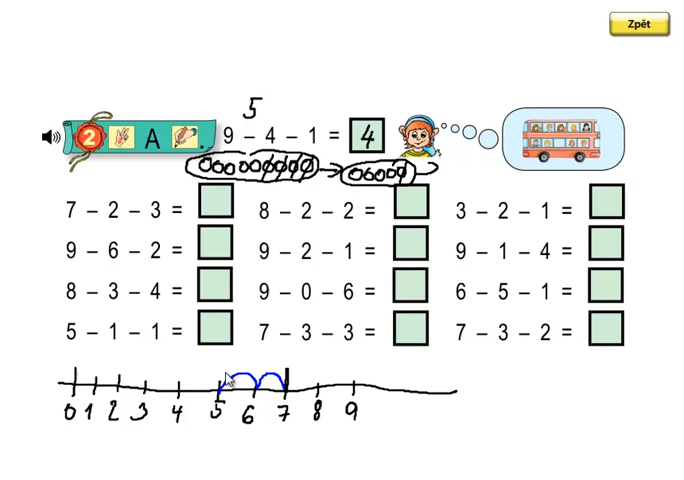 Zpět
5
2 A . 9 – 4 – 1 = 4
7 – 2 – 3 = 8 – 2 – 2 = 3 – 2 – 1 =
9 – 6 – 2 = 9 – 2 – 1 = 9 – 1 – 4 =
8 – 3 – 4 = 9 – 0 – 6 = 6 – 5 – 1 =
5 – 1 – 1 = 7 – 3 – 3 = 7 – 3 – 2 =
0 1 2 3 4 5 6 7 8 9